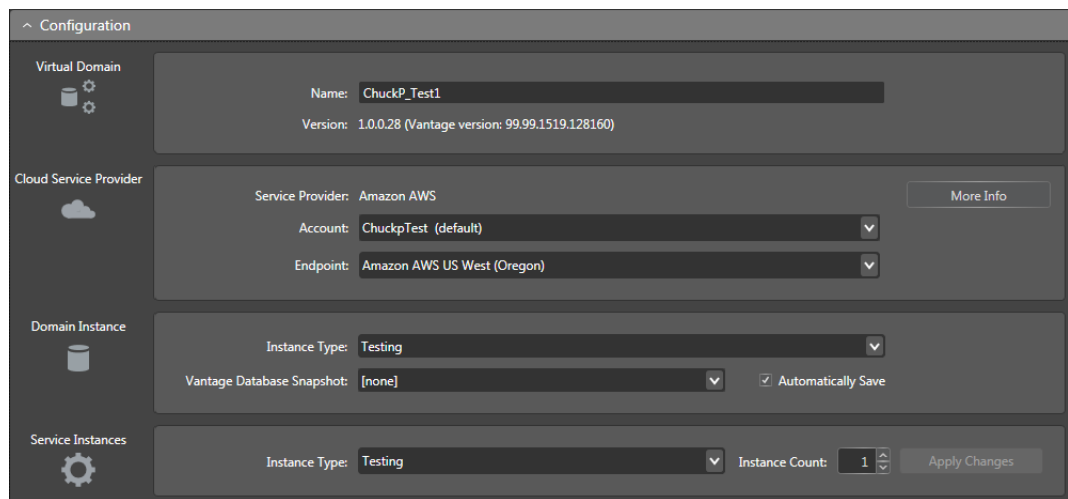 Configuration
Virtual Domain
Name: ChuckP_Test1
Version: 1.0.0.28 (Vantage version: 99.99.1519.128160)
Cloud Service Provider
Service Provider: Amazon AWS More Info
Account: ChuckpTest (default)
Endpoint: Amazon AWS US West (Oregon)
Domain Instance
Instance Type: Testing
Vantage Database Snapshot: [none] Automatically Save
Service Instances
Instance Type: Testing Instance Count: 1 Apply Changes